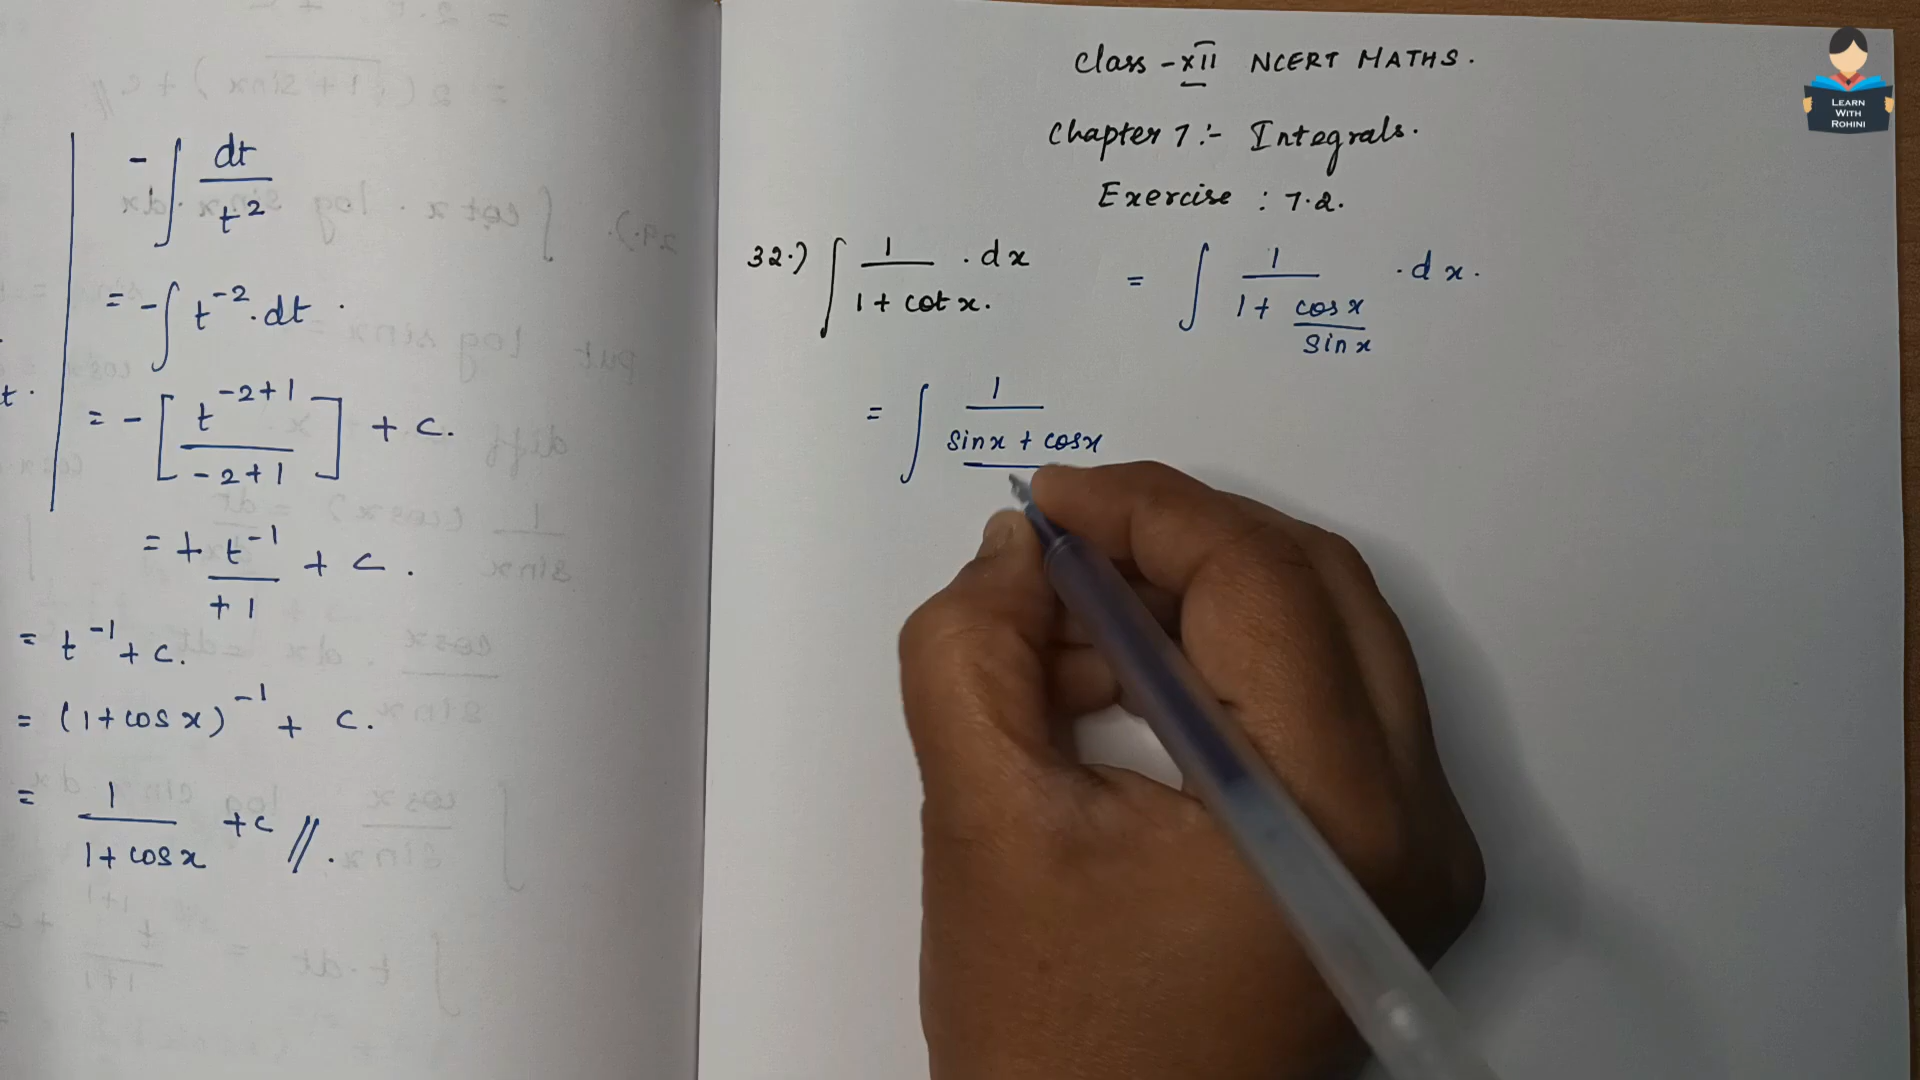 - ∫ dt / t²
= - ∫ t⁻² · dt .
= - [ t⁻²⁺¹ / -2+1 ] + c.
= + t⁻¹ / +1 + c .
= t⁻¹ + c.
= (1 + cos x)⁻¹ + c.
= 1 / 1 + cos x + c // .
t .
Class - XII NCERT MATHS .
Chapter 7 :- Integrals .
Exercise : 7.2 .
32.) ∫ 1 / 1 + cot x . dx = ∫ 1 / 1 + cos x / sin x . dx .
= ∫ 1 / sin x + cos x
LEARN
WITH
ROHINI